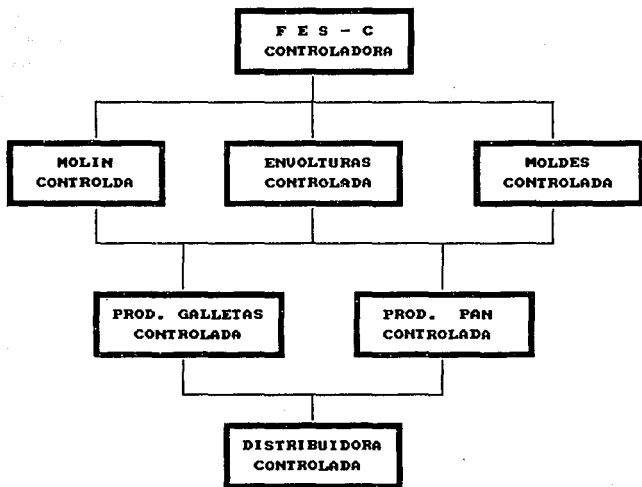 F E S - C
CONTROLADORA
MOLIN
CONTROLDA
ENVOLTURAS
CONTROLADA
MOLDES
CONTROLADA
PROD. GALLETAS
CONTROLADA
PROD. PAN
CONTROLADA
DISTRIBUIDORA
CONTROLADA